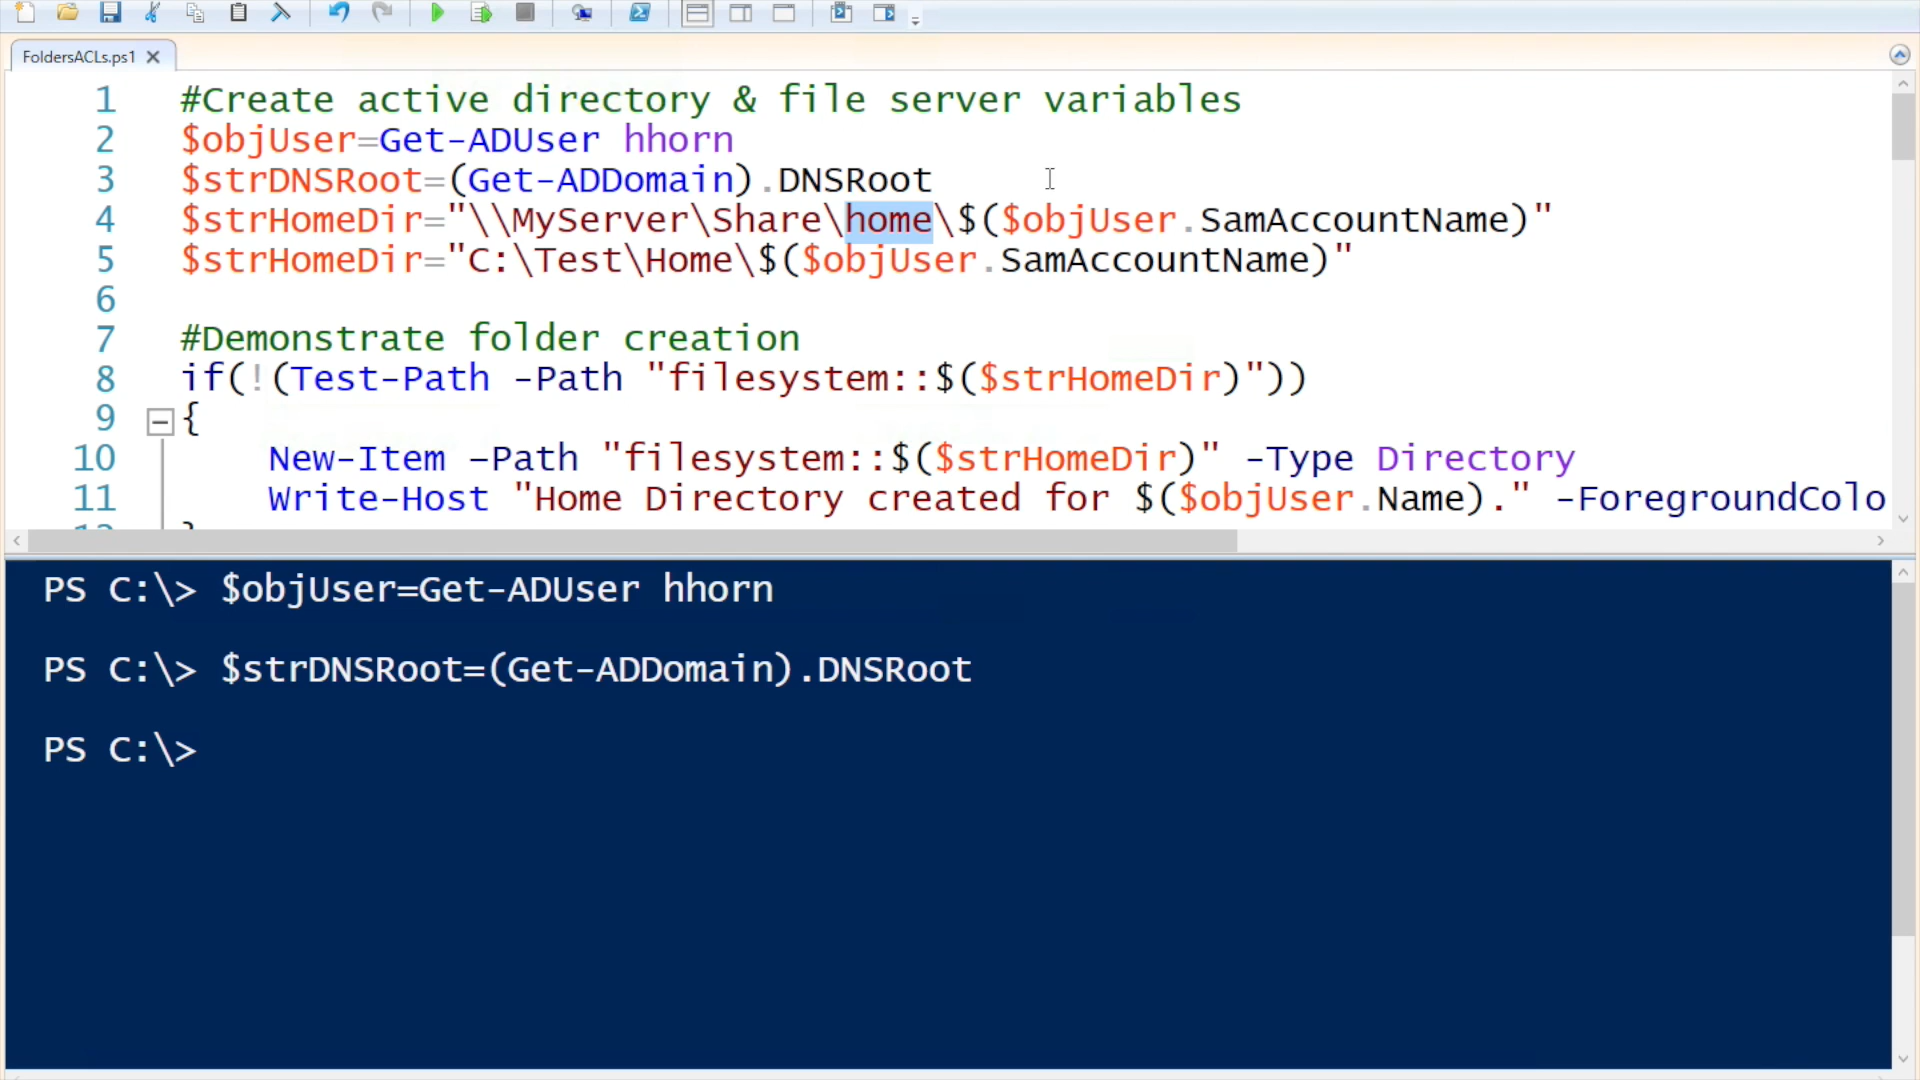 FoldersACLs.ps1
1 #Create active directory & file server variables
2 $objUser=Get-ADUser hhorn
3 $strDNSRoot=(Get-ADDomain).DNSRoot
4 $strHomeDir="\\MyServer\Share\home\$($objUser.SamAccountName)"
5 $strHomeDir="C:\Test\Home\$($objUser.SamAccountName)"
6
7 #Demonstrate folder creation
8 if(!(Test-Path -Path "filesystem::$($strHomeDir)"))
9 {
10 New-Item -Path "filesystem::$($strHomeDir)" -Type Directory
11 Write-Host "Home Directory created for $($objUser.Name)." -ForegroundColo
PS C:\> $objUser=Get-ADUser hhorn
PS C:\> $strDNSRoot=(Get-ADDomain).DNSRoot
PS C:\>